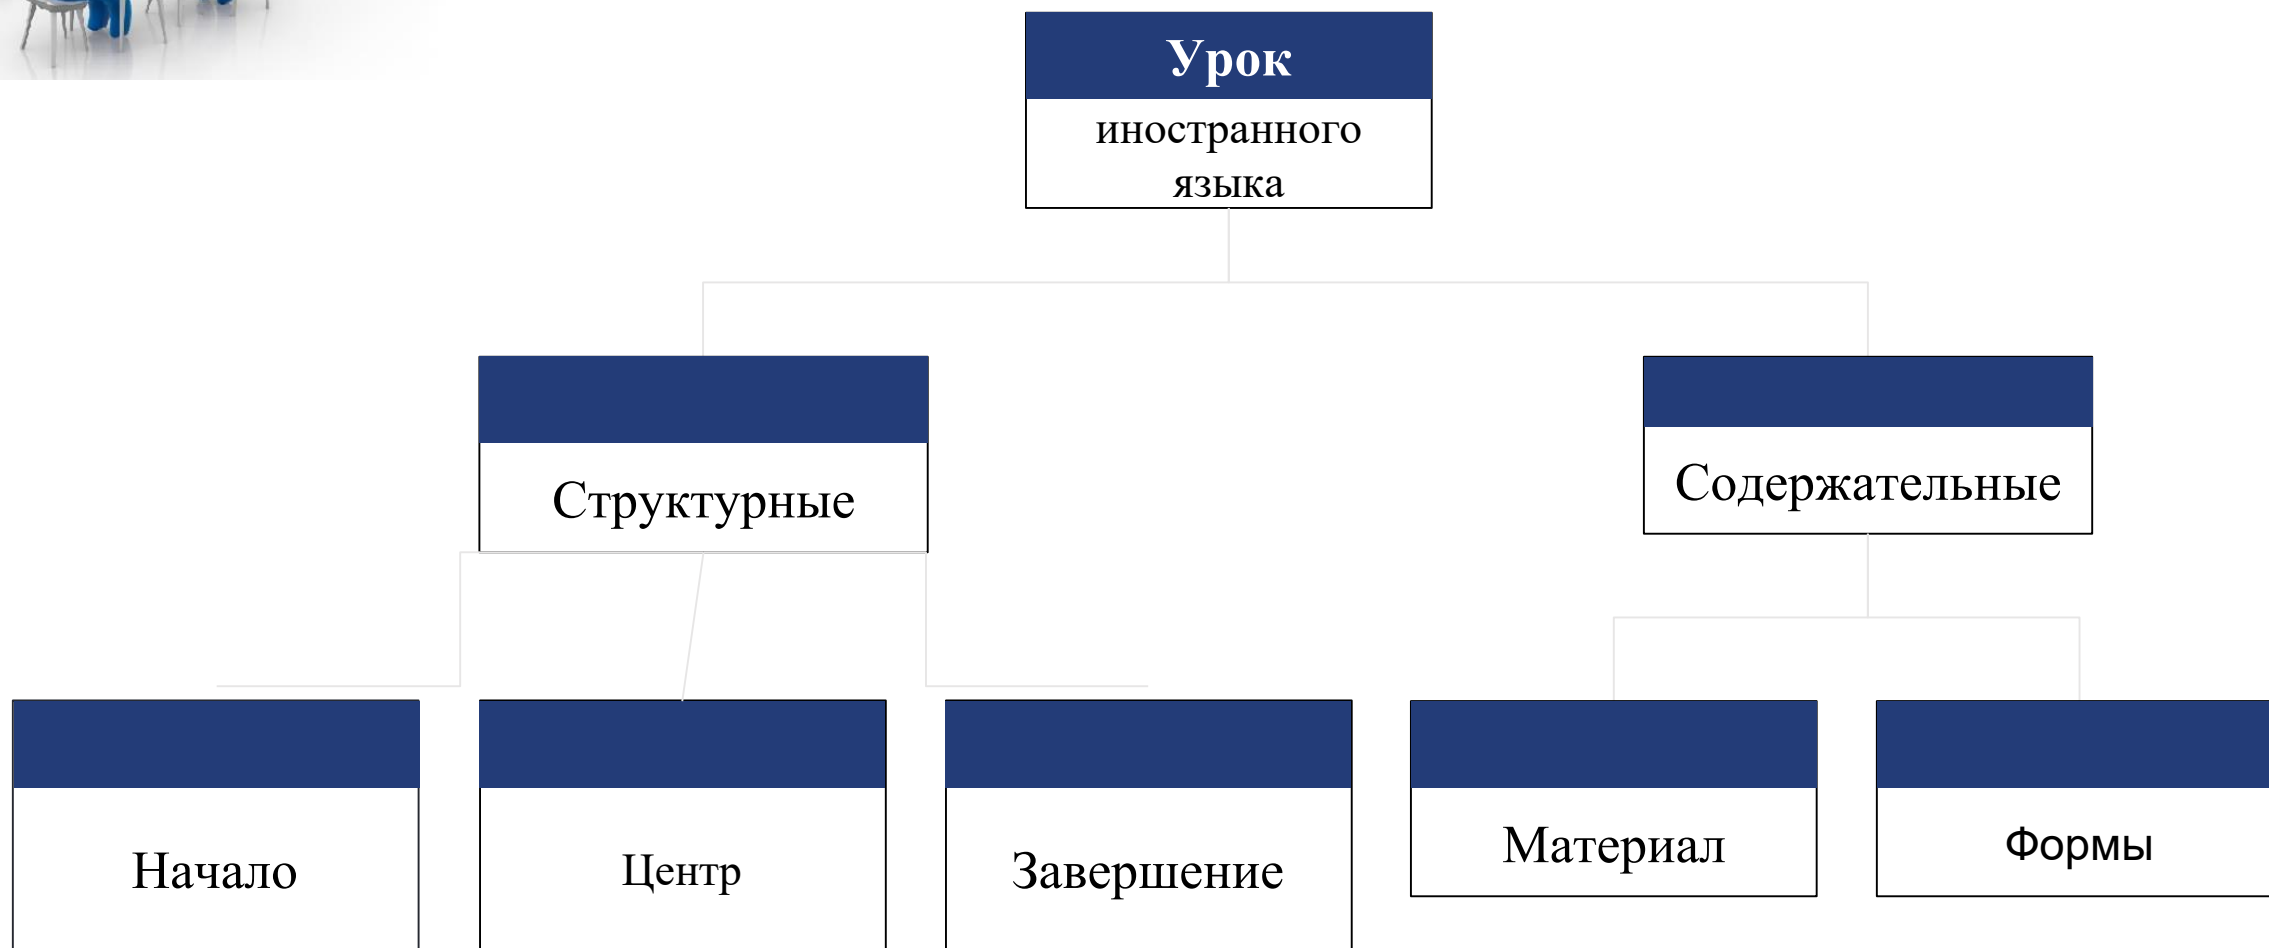 Урок
иностранного
языка
Структурные
Содержательные
Начало
Центр
Завершение
Материал
Формы